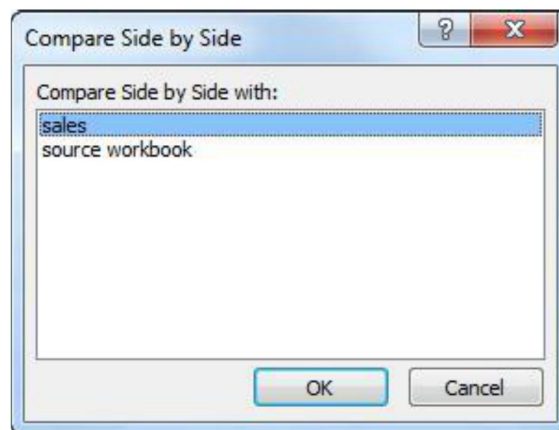 Compare Side by Side
Compare Side by Side with:
sales
source workbook
OK
Cancel